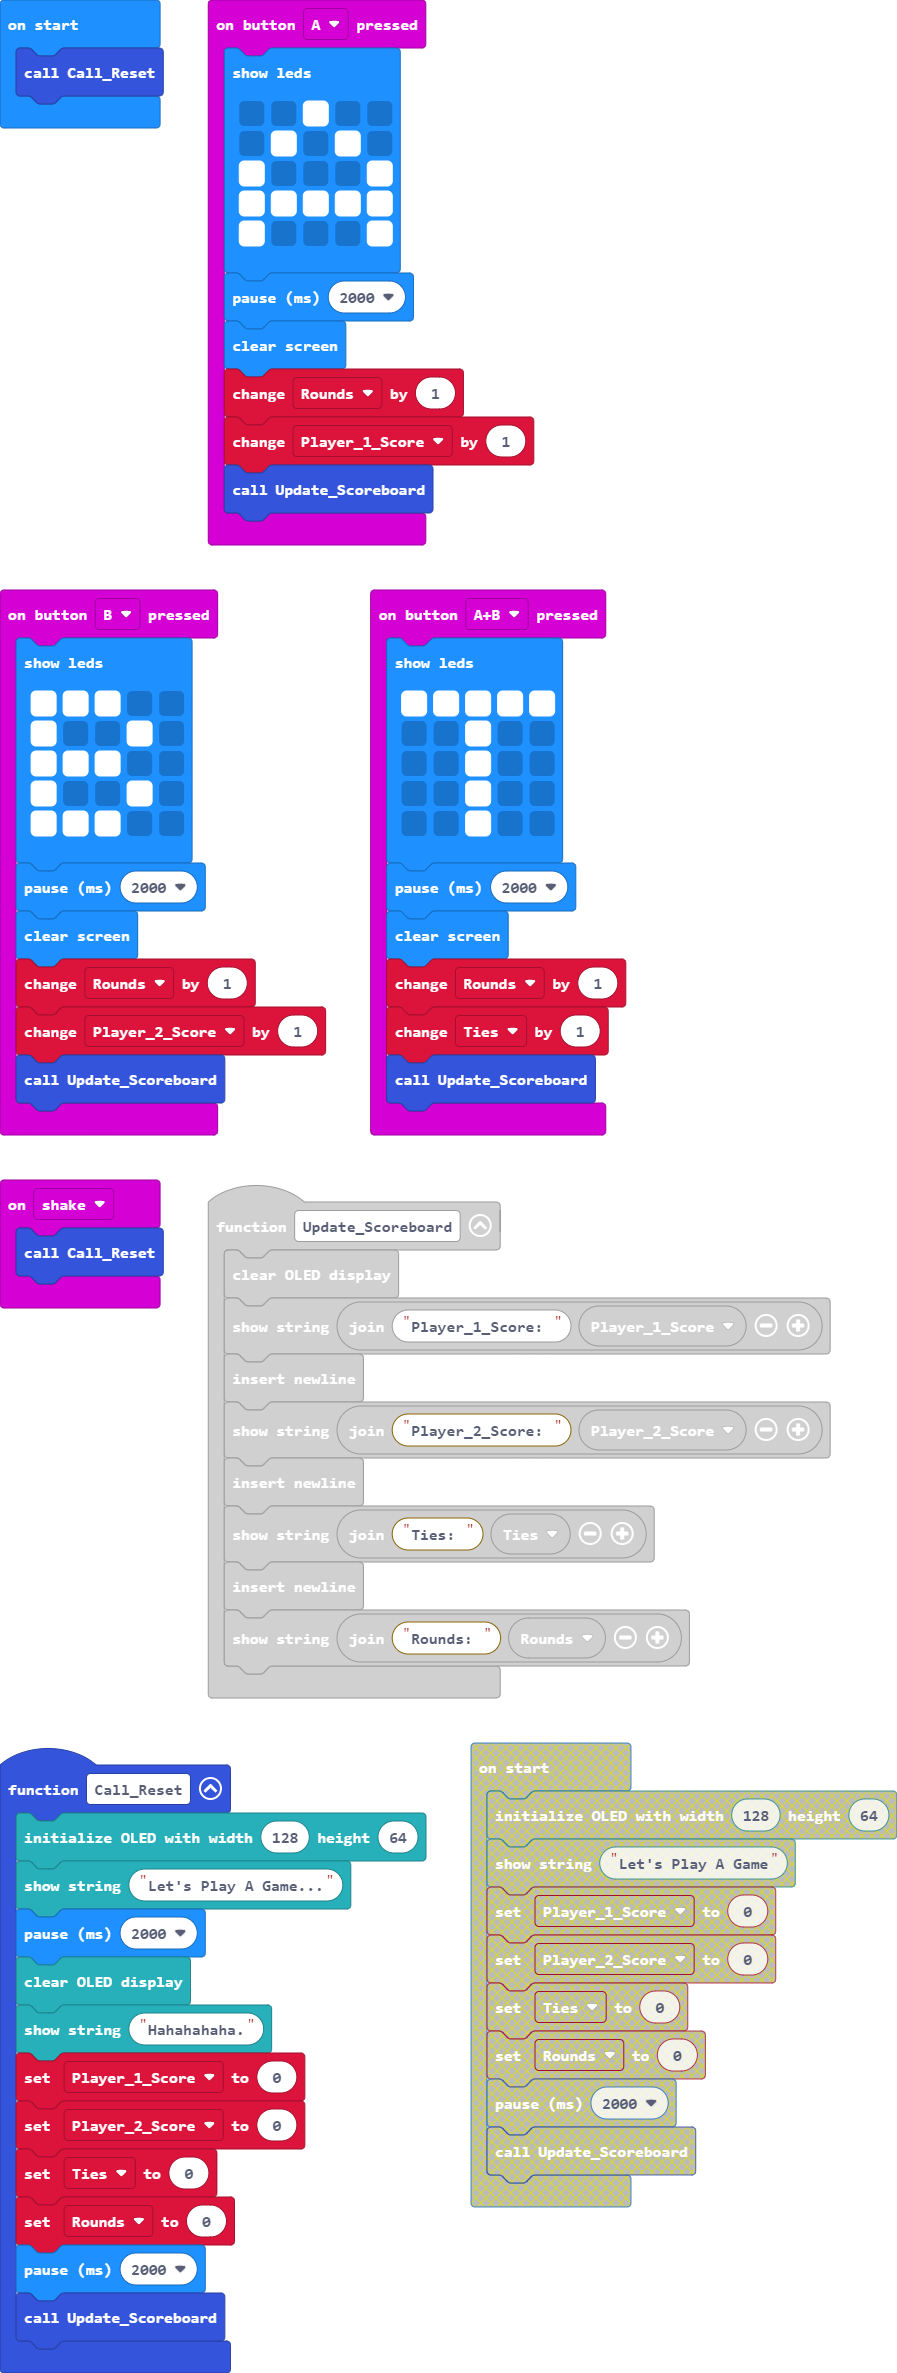 on start
call Call_Reset
on button A pressed
show leds
pause (ms) 2000
clear screen
change Rounds by 1
change Player_1_Score by 1
call Update_Scoreboard
on button B pressed
show leds
pause (ms) 2000
clear screen
change Rounds by 1
change Player_2_Score by 1
call Update_Scoreboard
on button A+B pressed
show leds
pause (ms) 2000
clear screen
change Rounds by 1
change Ties by 1
call Update_Scoreboard
on shake
call Call_Reset
function Update_Scoreboard
clear OLED display
show string join "Player_1_Score: " Player_1_Score
insert newline
show string join "Player_2_Score: " Player_2_Score
insert newline
show string join "Ties: " Ties
insert newline
show string join "Rounds: " Rounds
function Call_Reset
initialize OLED with width 128 height 64
show string "Let's Play A Game..."
pause (ms) 2000
clear OLED display
show string "Hahahahaha."
set Player_1_Score to 0
set Player_2_Score to 0
set Ties to 0
set Rounds to 0
pause (ms) 2000
call Update_Scoreboard
on start
initialize OLED with width 128 height 64
show string "Let's Play A Game"
set Player_1_Score to 0
set Player_2_Score to 0
set Ties to 0
set Rounds to 0
pause (ms) 2000
call Update_Scoreboard